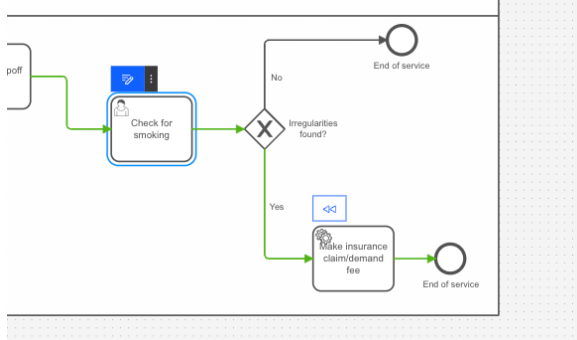 End of service
poff
No
Check for
smoking
Irregularities
found?
Yes
Make insurance
claim/demand
fee
End of service